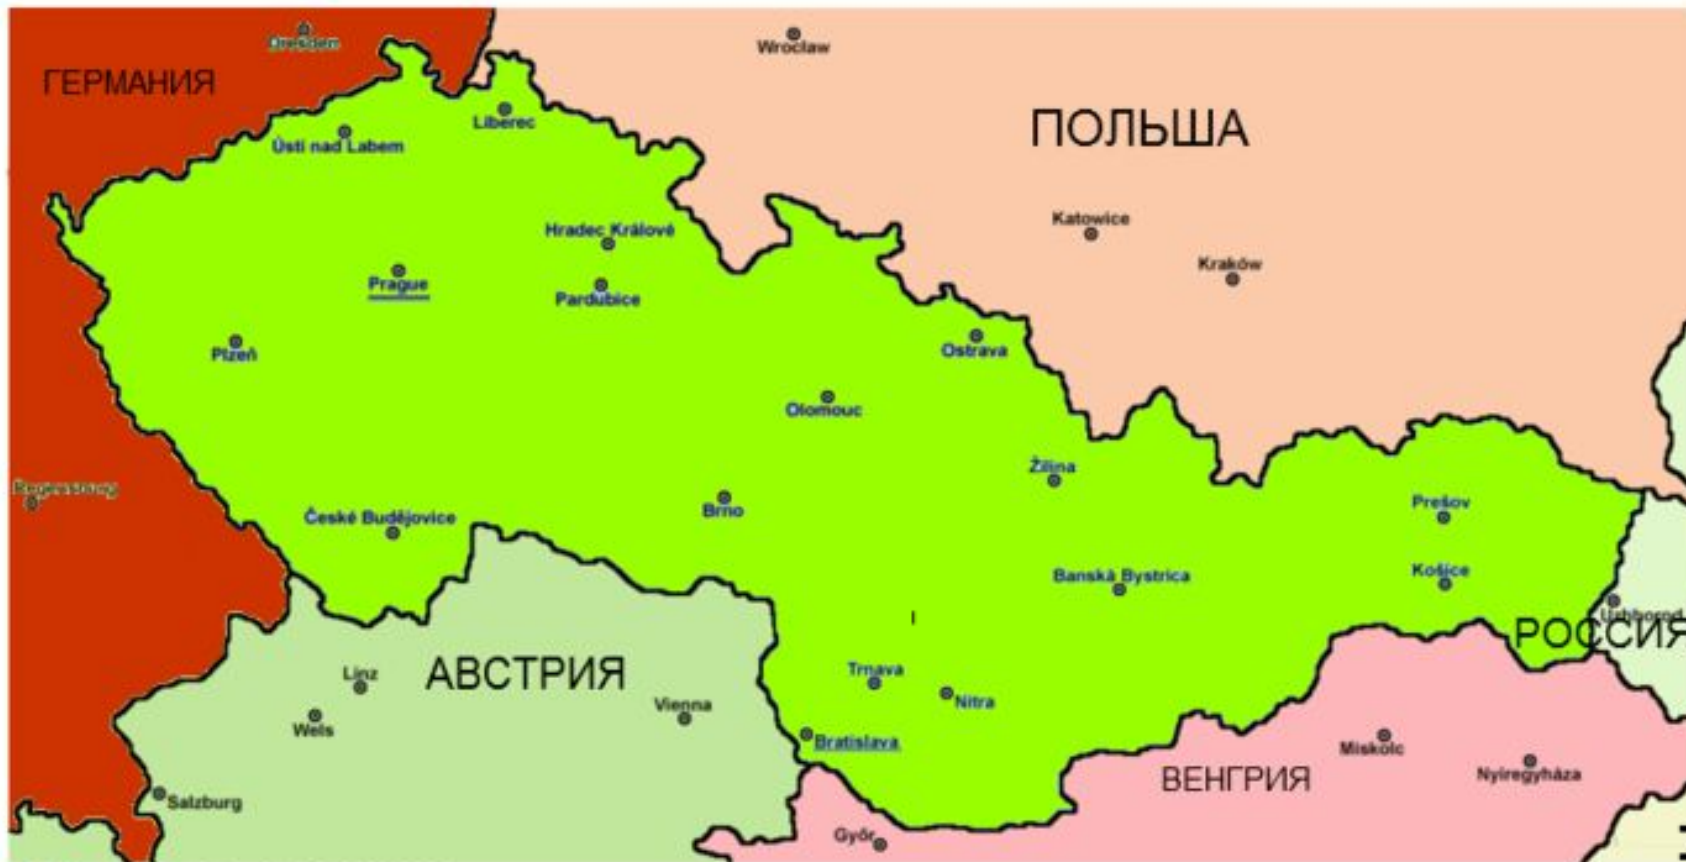 Dresden
Wrocław
ГЕРМАНИЯ
Liberec
ПОЛЬША
Ústí nad Labem
Katowice
Hradec Králové
Kraków
Prague
Pardubice
Ostrava
Plzeň
Olomouc
Žilina
Regensburg
Prešov
Brno
České Budějovice
Košice
Banská Bystrica
Uzhhorod
РОССИЯ
Trnava
Linz
АВСТРИЯ
Nitra
Vienna
Wels
Bratislava
Miskolc
Nyíregyháza
ВЕНГРИЯ
Salzburg
Győr